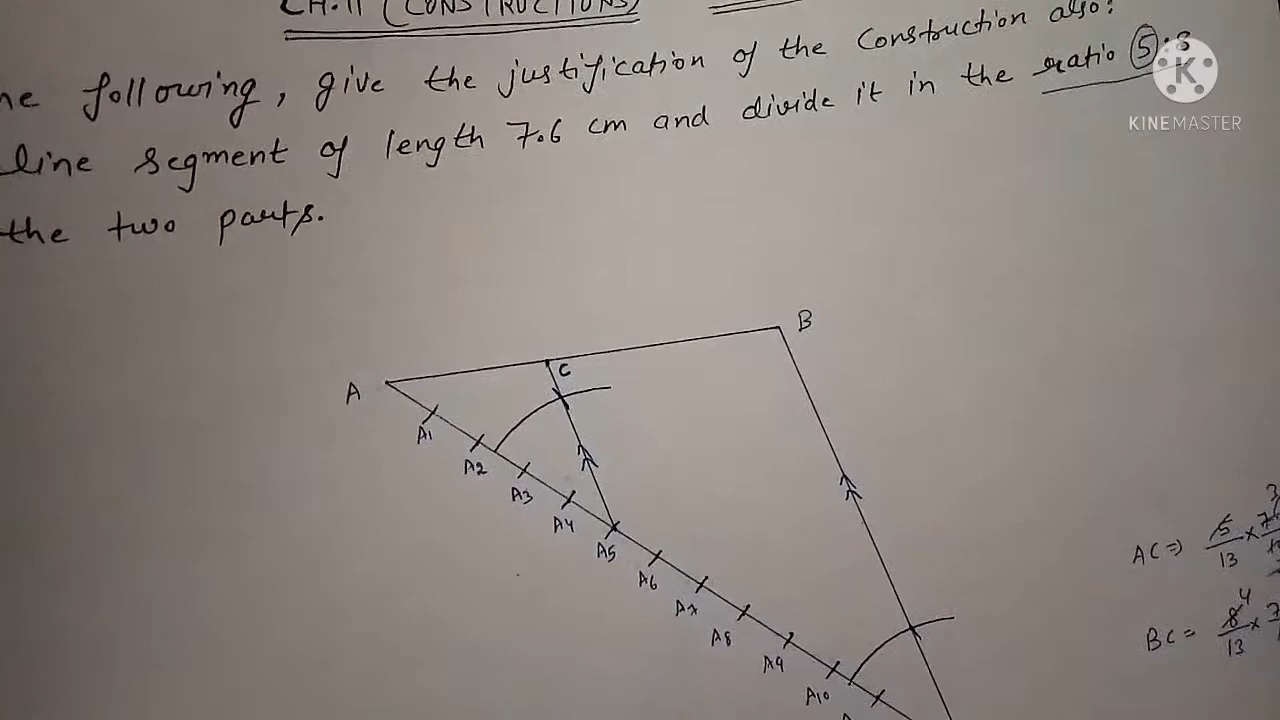 CH.11 (CONSTRUCTIONS)
following, give the justification of the construction also:
line segment of length 7.6 cm and divide it in the ratio 5:8
the two parts.
KINEMASTER
B
A
C
A1
A2
A3
A4
A5
A6
A7
A8
A9
A10
AC⇒ 5/13 ×
BC = 8/13 ×
4